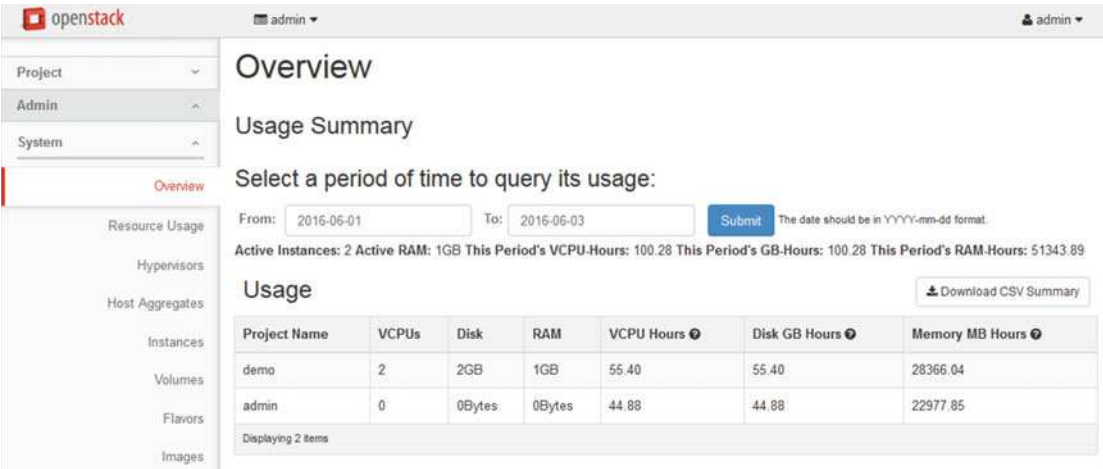 openstack
admin
admin
Project
Admin
System
Overview
Resource Usage
Hypervisors
Host Aggregates
Instances
Volumes
Flavors
Images
Overview
Usage Summary
Select a period of time to query its usage:
From: 2016-06-01 To: 2016-06-03 Submit The date should be in YYYY-mm-dd format.
Active Instances: 2 Active RAM: 1GB This Period's VCPU-Hours: 100.28 This Period's GB-Hours: 100.28 This Period's RAM-Hours: 51343.89
Usage
Download CSV Summary
Project Name VCPUs Disk RAM VCPU Hours Disk GB Hours Memory MB Hours
demo 2 2GB 1GB 55.40 55.40 28366.04
admin 0 0Bytes 0Bytes 44.88 44.88 22977.85
Displaying 2 items